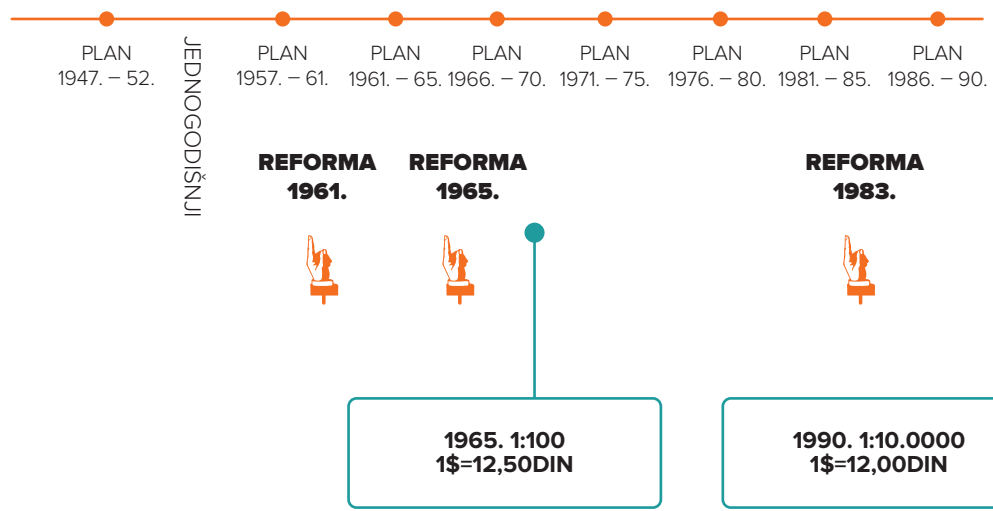 PLAN
1947. – 52.
JEDNOGODIŠNJI
PLAN
1957. – 61.
PLAN
1961. – 65.
PLAN
1966. – 70.
PLAN
1971. – 75.
PLAN
1976. – 80.
PLAN
1981. – 85.
PLAN
1986. – 90.
REFORMA
1961.
REFORMA
1965.
REFORMA
1983.
1965. 1:100
1$=12,50DIN
1990. 1:10.0000
1$=12,00DIN